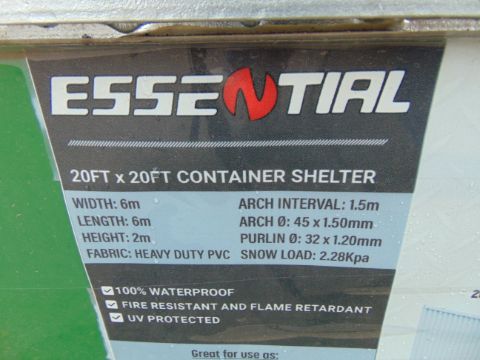 ESSENTIAL
20FT x 20FT CONTAINER SHELTER
WIDTH: 6m ARCH INTERVAL: 1.5m
LENGTH: 6m ARCH Ø: 45 x 1.50mm
HEIGHT: 2m PURLIN Ø: 32 x 1.20mm
FABRIC: HEAVY DUTY PVC SNOW LOAD: 2.28Kpa
100% WATERPROOF
FIRE RESISTANT AND FLAME RETARDANT
UV PROTECTED
Great for use as: